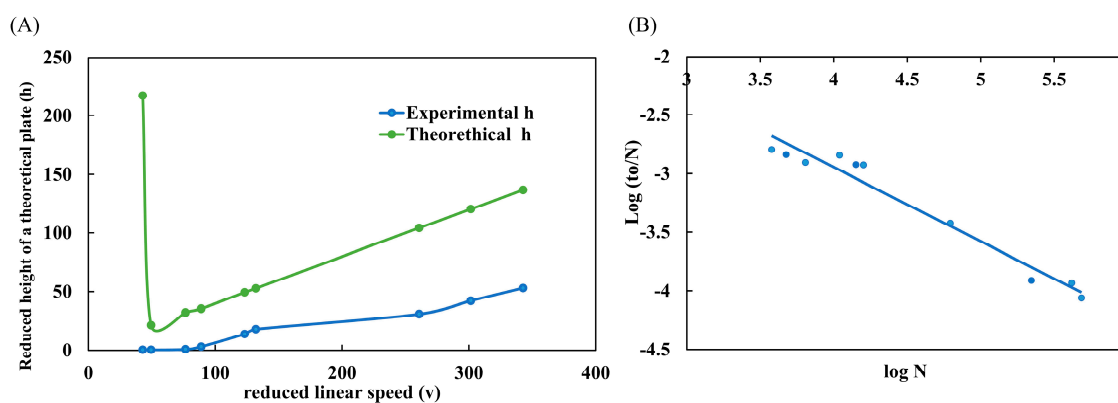 (A)
250
200
150
100
50
0
0
100
200
300
400
Reduced height of a theoretical plate (h)
reduced linear speed (v)
Experimental h
Theorethical h
(B)
-2
-2.5
-3
-3.5
-4
-4.5
3
3.5
4
4.5
5
5.5
Log (to/N)
log N